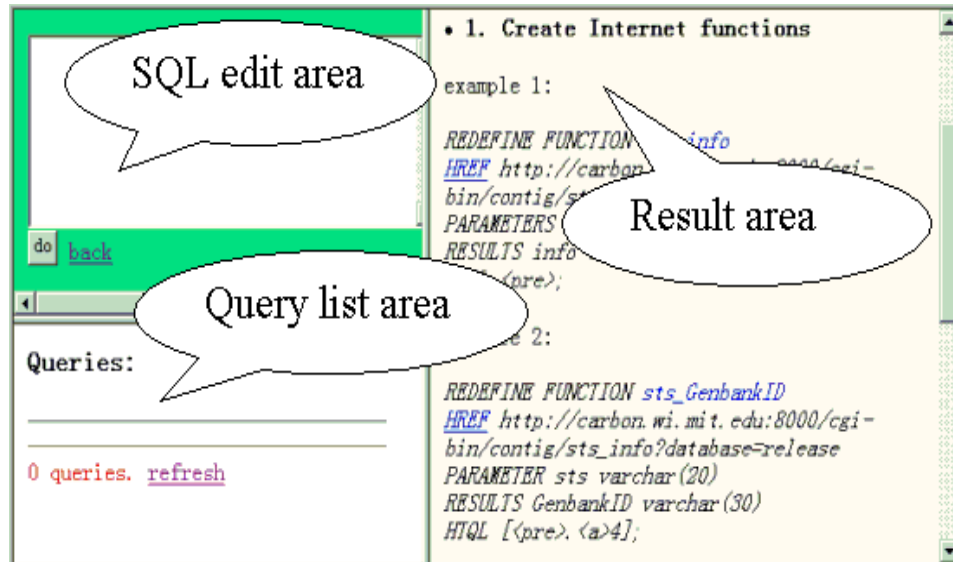 SQL edit area
do back
Query list area
Queries:
0 queries. refresh
• 1. Create Internet functions
example 1:
REDEFINE FUNCTION info
HREF http://carbon. :8000/cgi-
bin/contig/st
PARAMETERS
Result area
RESULTS info
<pre>;
e 2:
REDEFINE FUNCTION sts_GenbankID
HREF http://carbon.wi.mit.edu:8000/cgi-
bin/contig/sts_info?database=release
PARAMETER sts varchar(20)
RESULTS GenbankID varchar(30)
HTQL [<pre>.<a>4];